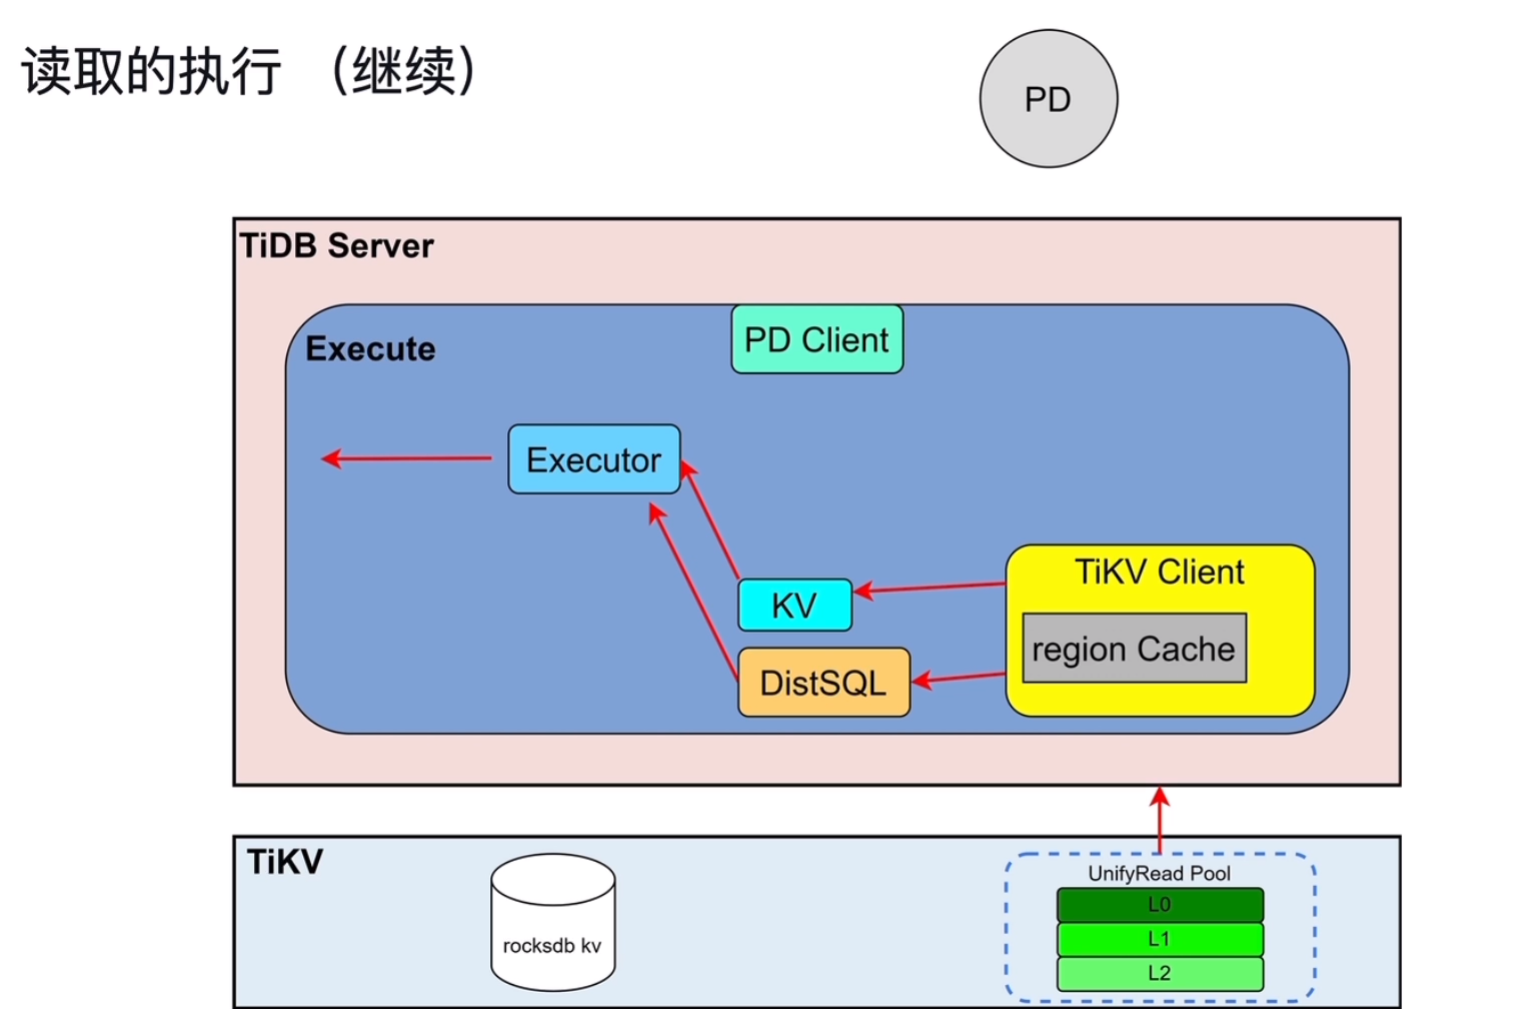 读取的执行 （继续）
PD
TiDB Server
PD Client
Execute
Executor
TiKV Client
KV
region Cache
DistSQL
TiKV
UnifyRead Pool
L0
L1
rocksdb kv
L2